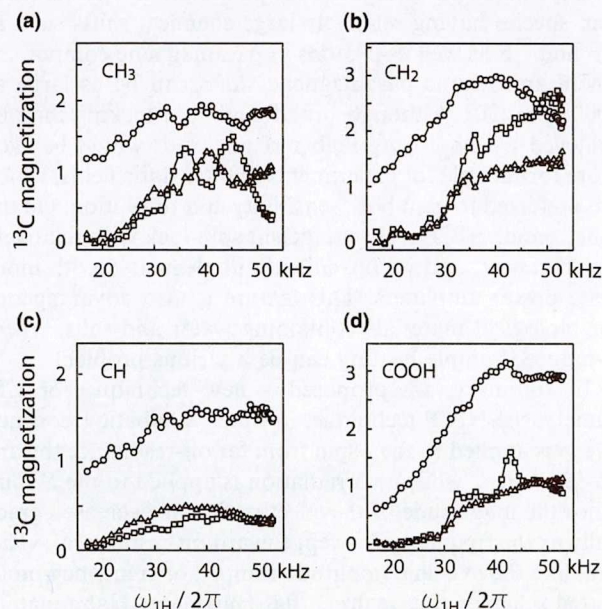 (a)
CH3
2
1
0
20 30 40 50 kHz
(b)
CH2
3
2
1
0
20 30 40 50 kHz
13C magnetization
(c)
CH
2
1
0
20 30 40 50 kHz
ω1H / 2π
(d)
COOH
2
1
0
20 30 40 50 kHz
ω1H / 2π
13C magnetization